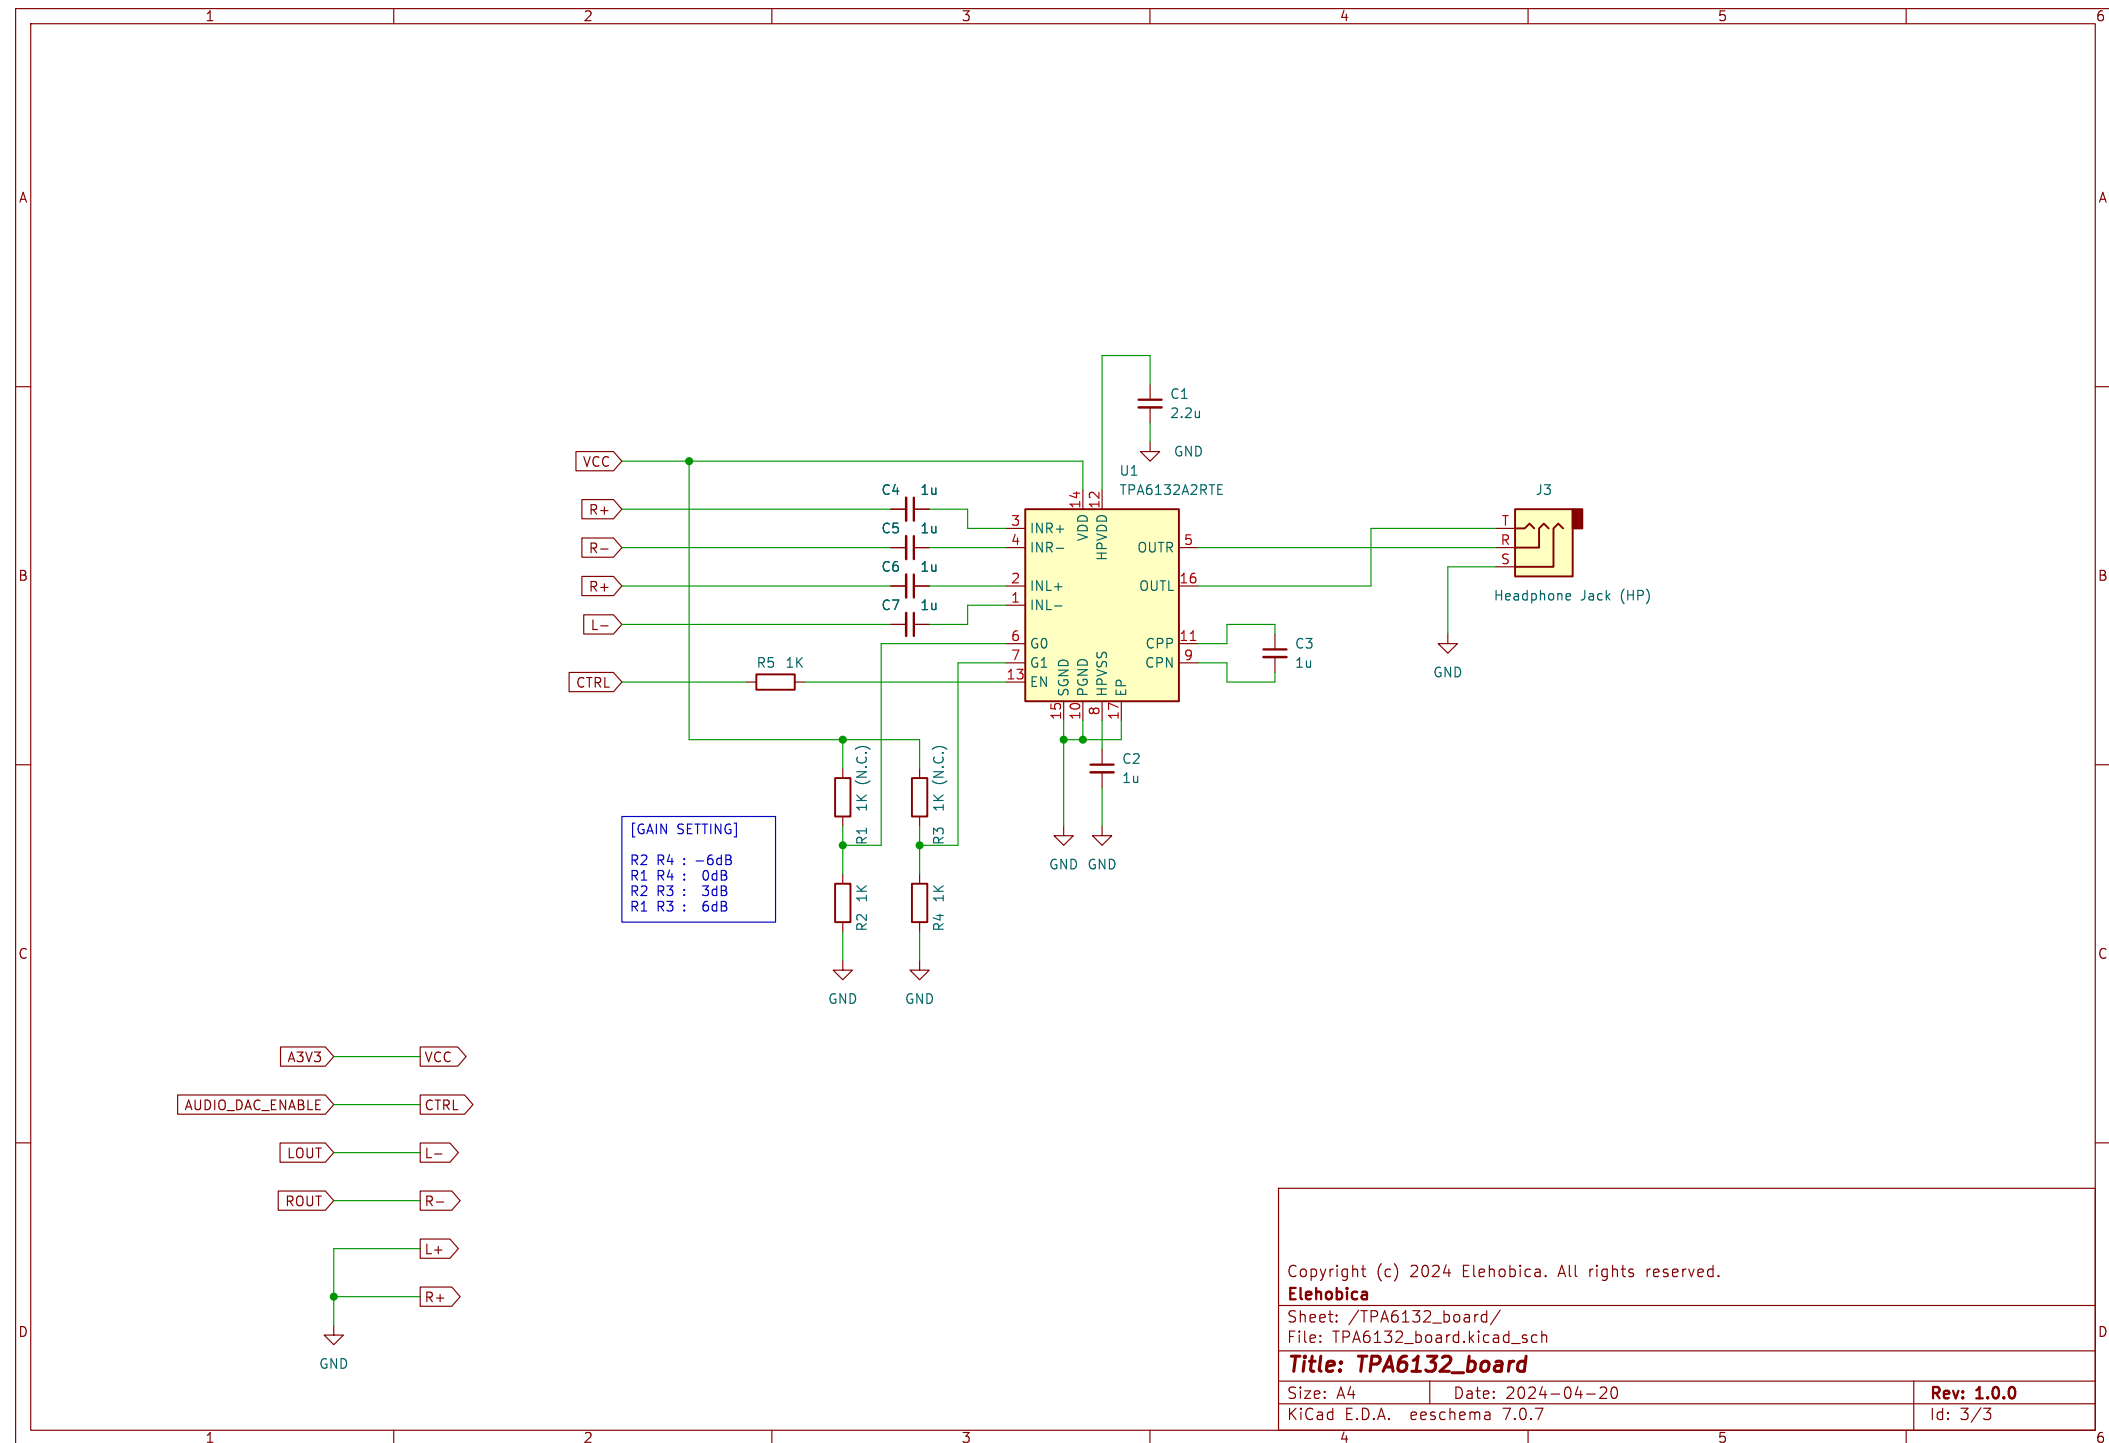 1 2 3 4 5 6
A A
B B
C C
D D
C1
2.2u
GND
U1
TPA6132A2RTE
VCC
R+
R-
R+
L-
CTRL
C4 1u
C5 1u
C6 1u
C7 1u
R5 1K
14 VDD
12 HPVDD
3 INR+
4 INR-
2 INL+
1 INL-
6 G0
7 G1
13 EN
OUTR 5
OUTL 16
CPP 11
CPN 9
15 SGND
10 PGND
8 HPVSS
17 EP
J3
T
R
S
Headphone Jack (HP)
GND
C3
1u
C2
1u
GND GND
R1 1K (N.C.)
R3 1K (N.C.)
R2 1K
R4 1K
GND GND
[GAIN SETTING]
R2 R4 : -6dB
R1 R4 : 0dB
R2 R3 : 3dB
R1 R3 : 6dB
A3V3 VCC
AUDIO_DAC_ENABLE CTRL
LOUT L-
ROUT R-
L+
R+
GND
Copyright (c) 2024 Elehobica. All rights reserved.
Elehobica
Sheet: /TPA6132_board/
File: TPA6132_board.kicad_sch
Title: TPA6132_board
Size: A4 Date: 2024-04-20 Rev: 1.0.0
KiCad E.D.A. eeschema 7.0.7 Id: 3/3
1 2 3 4 5 6